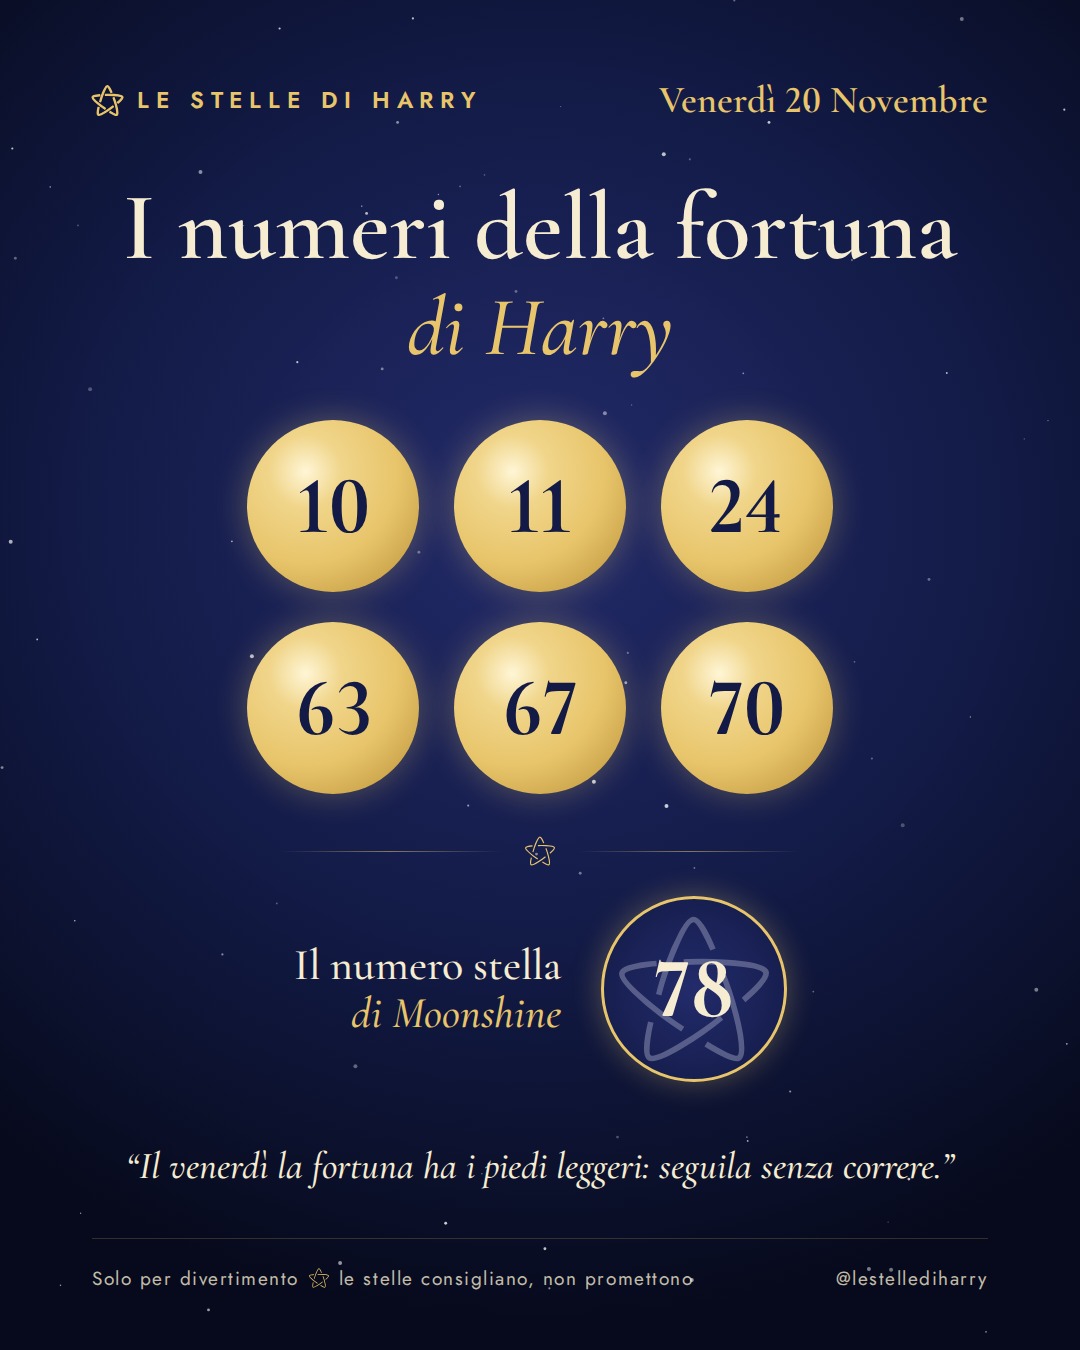 LE STELLE DI HARRY
Venerdì 20 Novembre
I numeri della fortuna
di Harry
10 11 24
63 67 70
Il numero stella
di Moonshine
78
“Il venerdì la fortuna ha i piedi leggeri: seguila senza correre.”
Solo per divertimento le stelle consigliano, non promettono
@lestellediharry